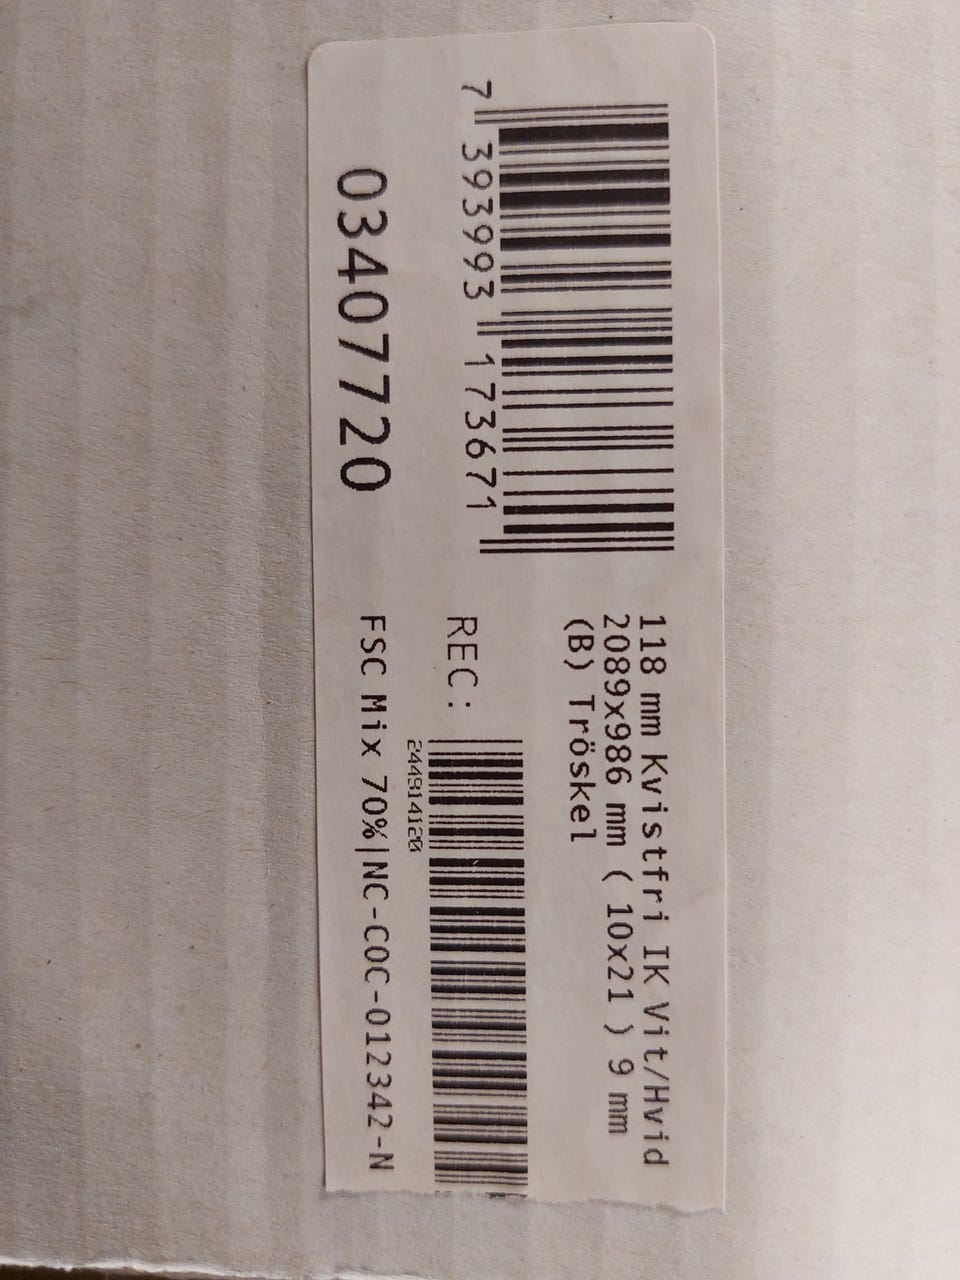 118 mm Kvistfri IK Vit/Hvid
2089x986 mm ( 10x21 ) 9 mm
(B) Tröskel
7 393993 173671
REC:
244914120
03407720
FSC Mix 70%|NC-COC-012342-N